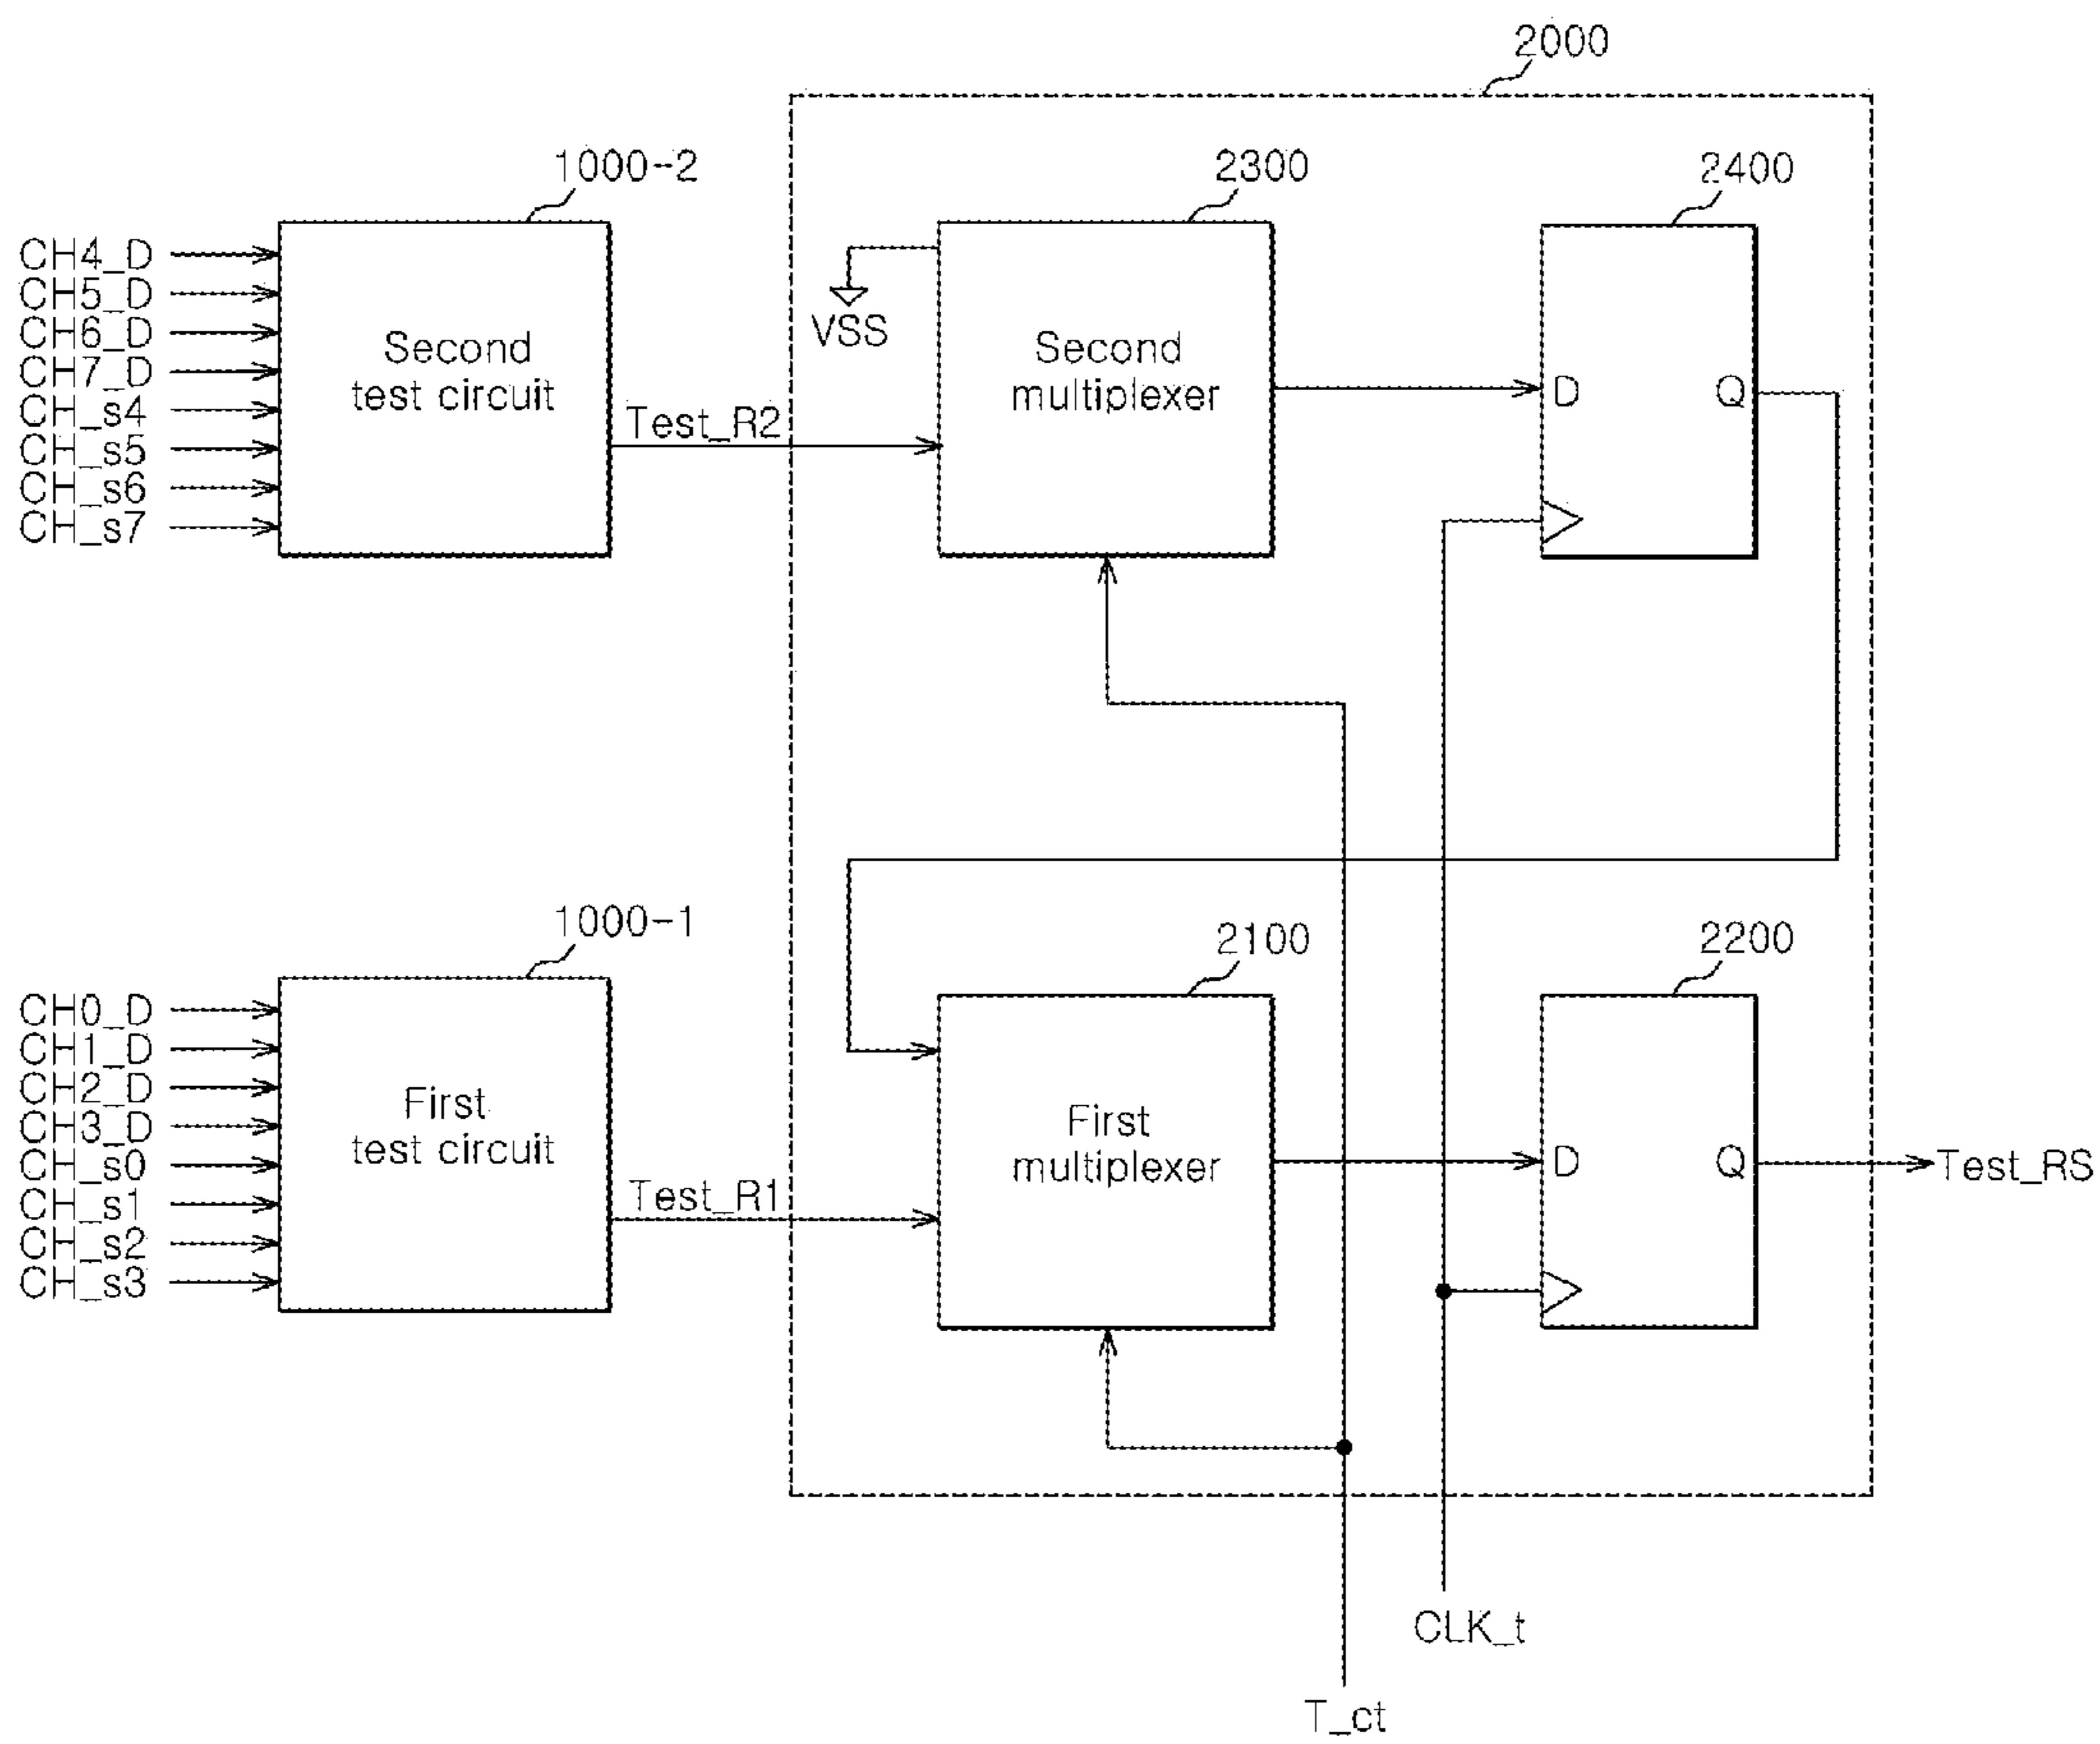 2000
1000-2
2300
2400
CH4_D
CH5_D
CH6_D
CH7_D
CH_s4
CH_s5
CH_s6
CH_s7
Second
test circuit
Test_R2
VSS
Second
multiplexer
D
Q
1000-1
2100
2200
CH0_D
CH1_D
CH2_D
CH3_D
CH_s0
CH_s1
CH_s2
CH_s3
First
test circuit
Test_R1
First
multiplexer
D
Q
Test_RS
CLK_t
T_ct